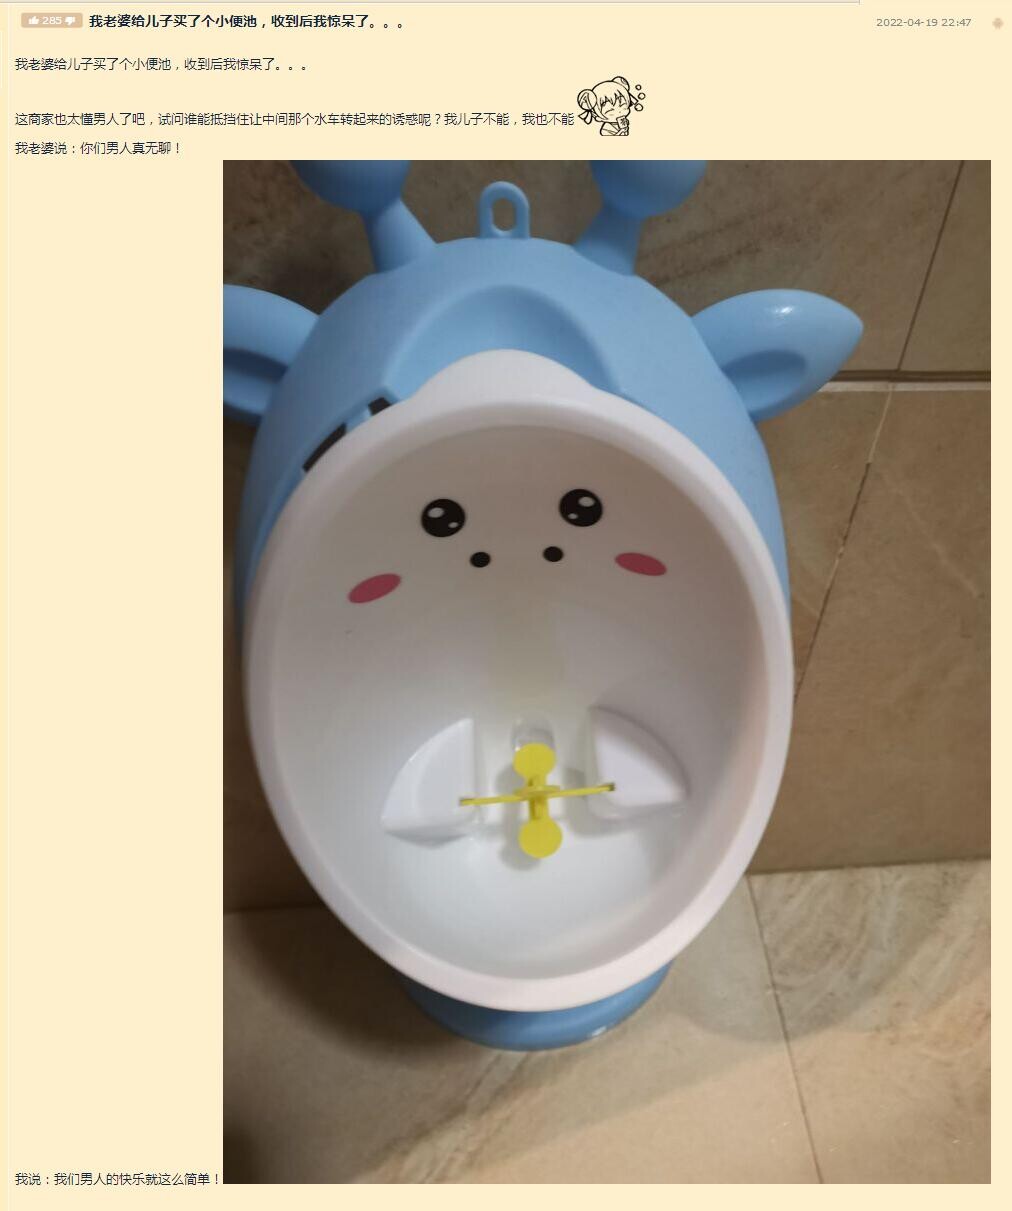 285 我老婆给儿子买了个小便池，收到后我惊呆了。。。 2022-04-19 22:47
我老婆给儿子买了个小便池，收到后我惊呆了。。。
这商家也太懂男人了吧，试问谁能抵挡住让中间那个水车转起来的诱惑呢？我儿子不能，我也不能
我老婆说：你们男人真无聊！
我说：我们男人的快乐就这么简单！